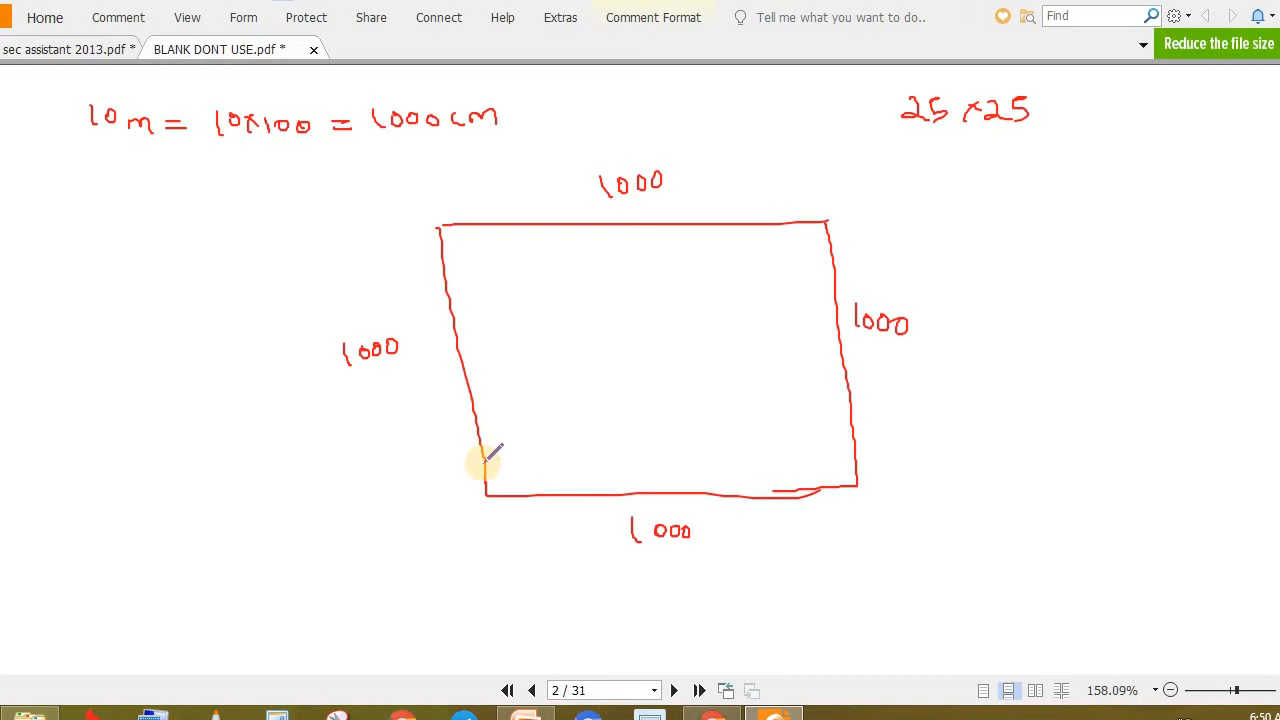 Home Comment View Form Protect Share Connect Help Extras Comment Format Tell me what you want to do.. Find
sec assistant 2013.pdf * BLANK DONT USE.pdf * Reduce the file size
10m = 10×100 = 1000cm 25×25
1000
1000
1000
1000
2 / 31 158.09%
6:50